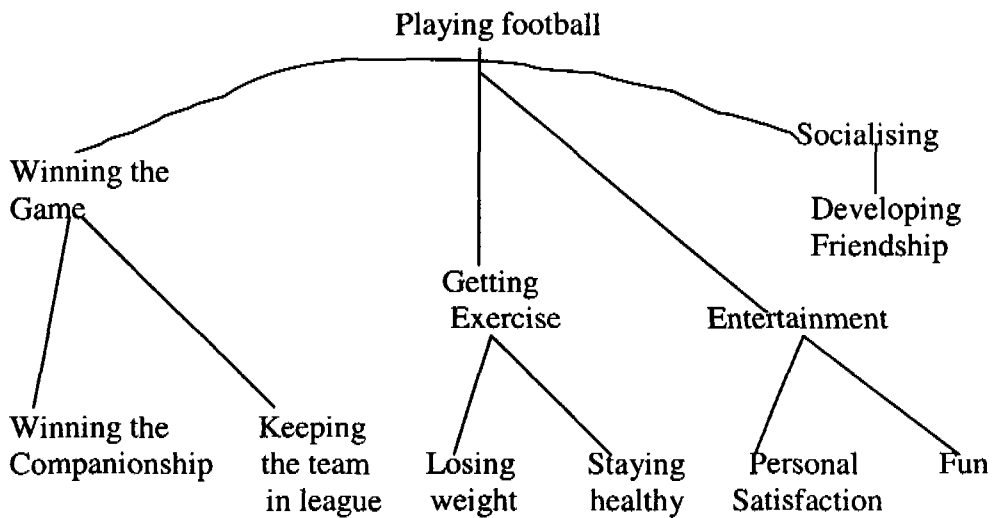 Playing football
Socialising
Winning the
Game
Developing
Friendship
Getting
Exercise
Entertainment
Winning the
Companionship
Keeping
the team
in league
Losing
weight
Staying
healthy
Personal
Satisfaction
Fun